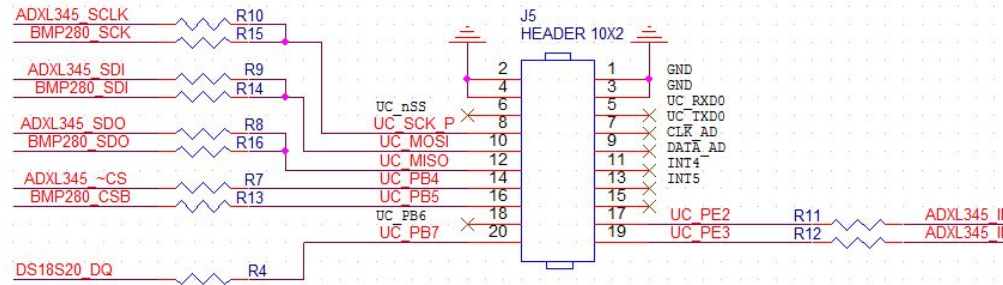 ADXL345_SCLK R10
BMP280_SCK R15
ADXL345_SDI R9
BMP280_SDI R14
ADXL345_SDO R8
BMP280_SDO R16
ADXL345_~CS R7
BMP280_CSB R13
DS18S20_DQ R4
J5
HEADER 10X2
UC_nSS
UC_SCK_P
UC_MOSI
UC_MISO
UC_PB4
UC_PB5
UC_PB6
UC_PB7
2 1
4 3
6 5
8 7
10 9
12 11
14 13
16 15
18 17
20 19
GND
GND
UC_RXD0
UC_TXD0
CLK_AD
DATA_AD
INT4
INT5
UC_PE2 R11 ADXL345_I
UC_PE3 R12 ADXL345_I